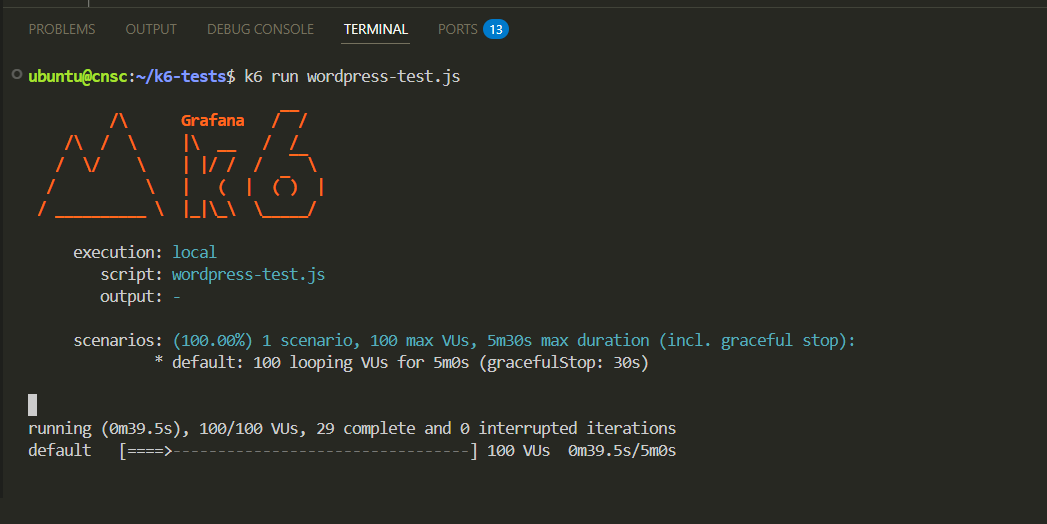 PROBLEMS OUTPUT DEBUG CONSOLE TERMINAL PORTS 13
ubuntu@cnsc:~/k6-tests$ k6 run wordpress-test.js
Grafana
k6
execution: local
script: wordpress-test.js
output: -
scenarios: (100.00%) 1 scenario, 100 max VUs, 5m30s max duration (incl. graceful stop):
* default: 100 looping VUs for 5m0s (gracefulStop: 30s)
running (0m39.5s), 100/100 VUs, 29 complete and 0 interrupted iterations
default [====>---------------------------------] 100 VUs 0m39.5s/5m0s